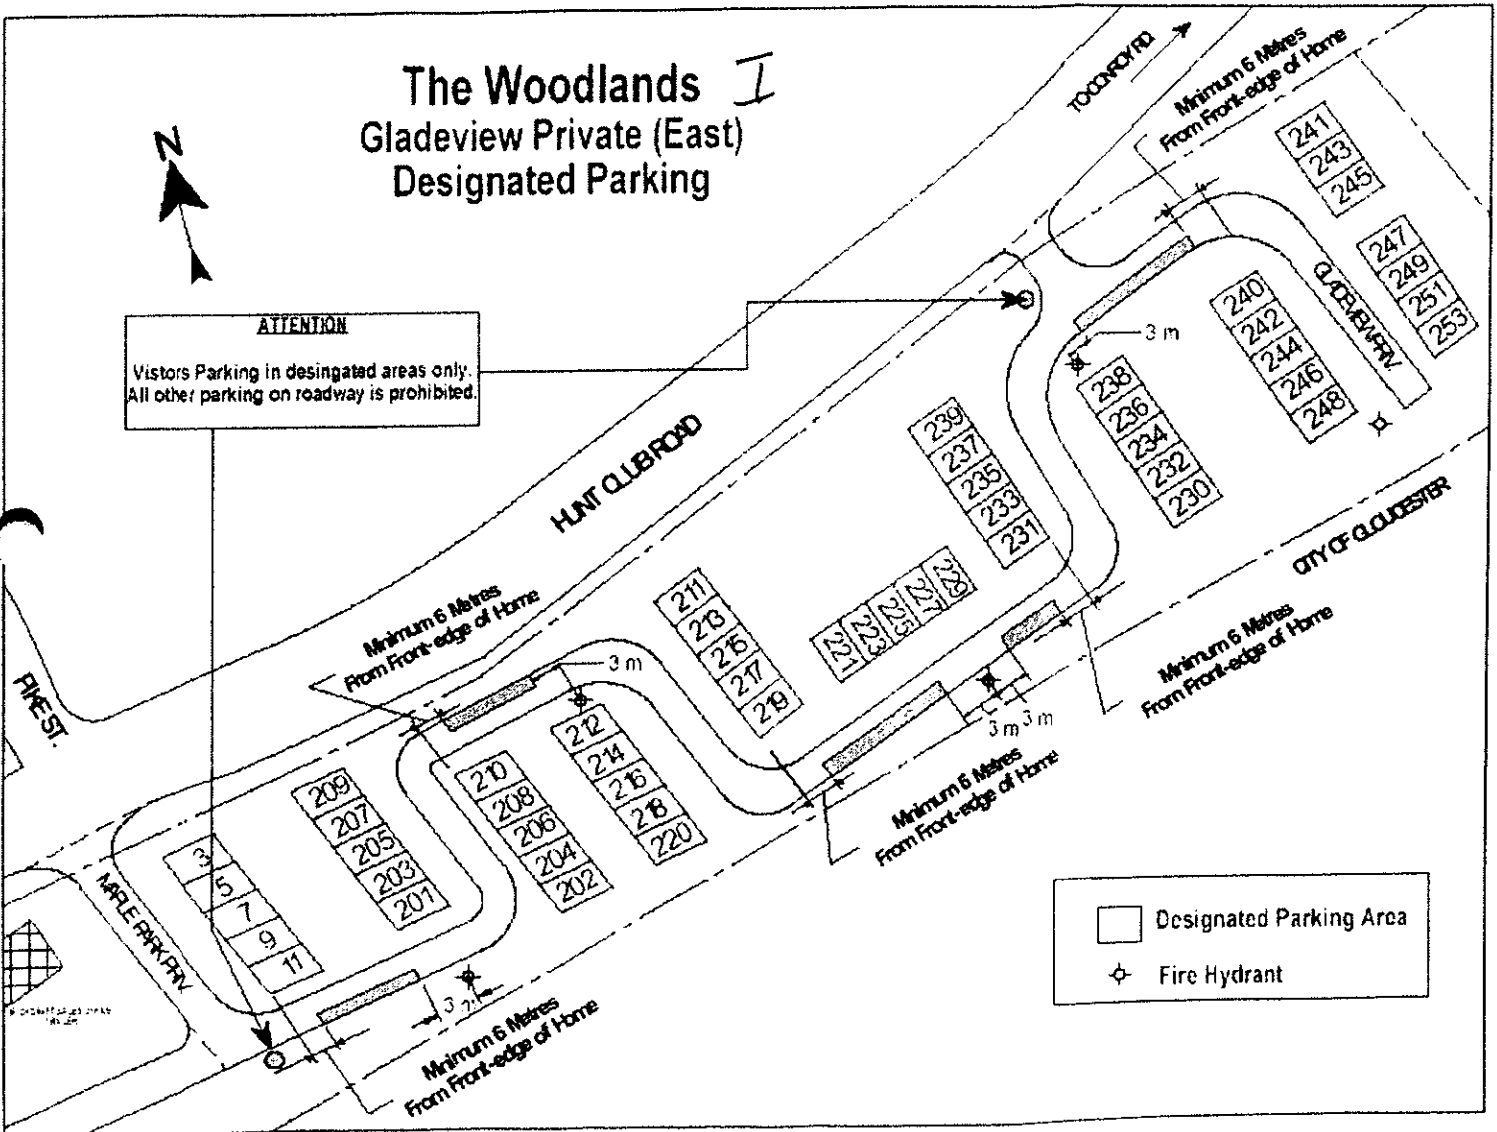 The Woodlands I
Gladeview Private (East)
Designated Parking
N
TO CONROY RD.
Minimum 6 Metres
From Front-edge of Home
ATTENTION
Vistors Parking in desingated areas only.
All other parking on roadway is prohibited.
HUNT CLUB ROAD
GLADEVIEW PRIV.
CITY OF GLOUCESTER
241
243
245
247
249
251
253
240
242
244
246
248
3 m
238
236
234
232
230
239
237
235
233
231
221
223
225
227
229
211
213
215
217
219
Minimum 6 Metres
From Front-edge of Home
3 m
212
214
216
218
220
210
208
206
204
202
209
207
205
203
201
3
5
7
9
11
PIKE ST.
MAPLE PARK PRIV.
3 m 3 m
Minimum 6 Metres
From Front-edge of Home
Minimum 6 Metres
From Front-edge of Home
3
Minimum 6 Metres
From Front-edge of Home
Designated Parking Area
Fire Hydrant